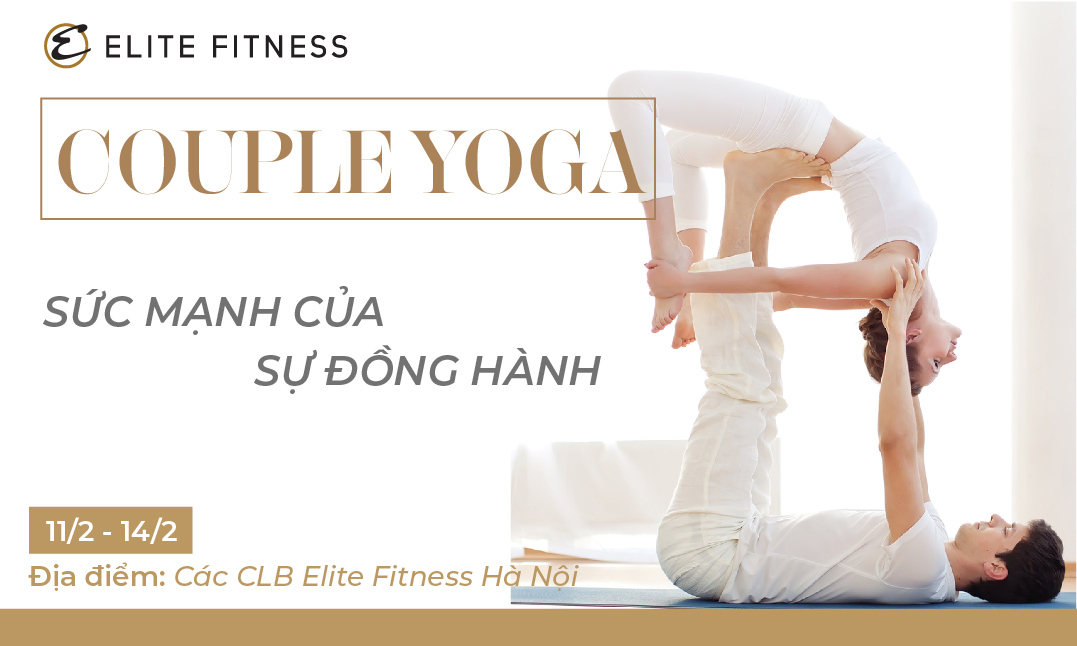 ELITE FITNESS
COUPLE YOGA
SỨC MẠNH CỦA
SỰ ĐỒNG HÀNH
11/2 - 14/2
Địa điểm: Các CLB Elite Fitness Hà Nội